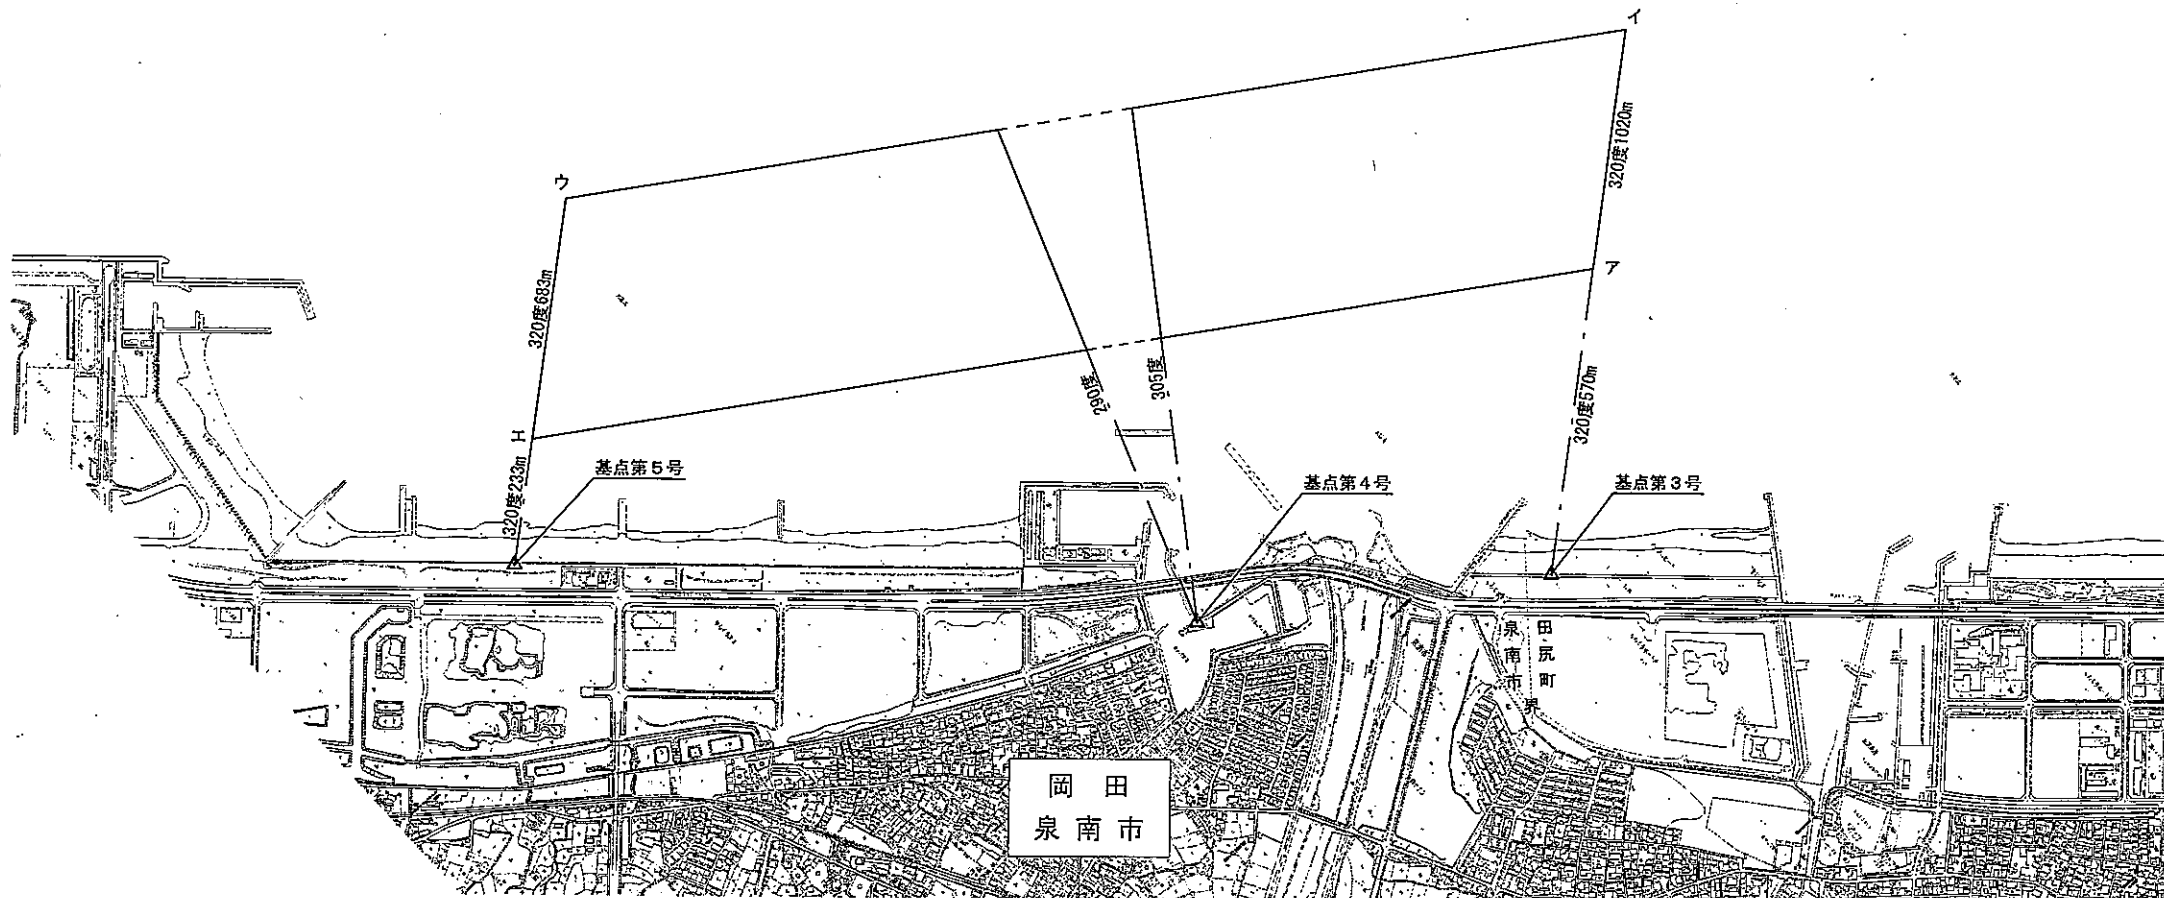 イ
320度1020m
ウ
ア
320度683m
290度
305度
320度570m
エ
320度233m
基点第5号
基点第4号
基点第3号
泉南市
田尻町
界
岡田
泉南市